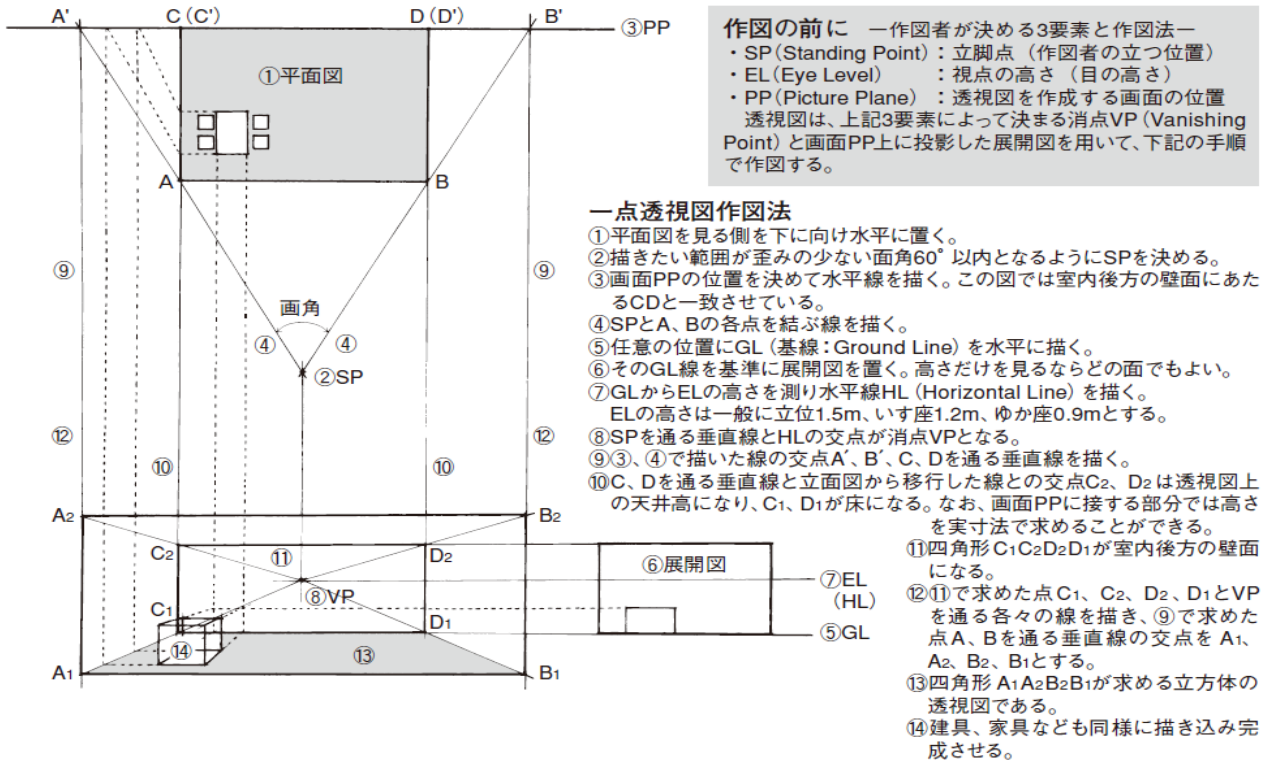 A' C (C') D (D') B' ③PP
①平面図
A B
⑨ ⑨
画角
④ ④
②SP
⑫ ⑫
⑩ ⑩
A2 B2
C2 ⑪ D2
⑥展開図
⑧VP
⑦EL
(HL)
C1 D1
⑤GL
⑭ ⑬
A1 B1
作図の前に —作図者が決める3要素と作図法—
・SP(Standing Point):立脚点(作図者の立つ位置)
・EL(Eye Level) :視点の高さ(目の高さ)
・PP(Picture Plane) :透視図を作成する画面の位置
透視図は、上記3要素によって決まる消点VP(Vanishing
Point)と画面PP上に投影した展開図を用いて、下記の手順
で作図する。
一点透視図作図法
①平面図を見る側を下に向け水平に置く。
②描きたい範囲が歪みの少ない面角60°以内となるようにSPを決める。
③画面PPの位置を決めて水平線を描く。この図では室内後方の壁面にあた
るCDと一致させている。
④SPとA、Bの各点を結ぶ線を描く。
⑤任意の位置にGL(基線:Ground Line)を水平に描く。
⑥そのGL線を基準に展開図を置く。高さだけを見るならどの面でもよい。
⑦GLからELの高さを測り水平線HL(Horizontal Line)を描く。
ELの高さは一般に立位1.5m、いす座1.2m、ゆか座0.9mとする。
⑧SPを通る垂直線とHLの交点が消点VPとなる。
⑨③、④で描いた線の交点A´、B´、C、Dを通る垂直線を描く。
⑩C、Dを通る垂直線と立面図から移行した線との交点C2、D2は透視図上
の天井高になり、C1、D1が床になる。なお、画面PPに接する部分では高さ
を実寸法で求めることができる。
⑪四角形C1C2D2D1が室内後方の壁面
になる。
⑫⑪で求めた点C1、C2、D2、D1とVP
を通る各々の線を描き、⑨で求めた
点A、Bを通る垂直線の交点をA1、
A2、B2、B1とする。
⑬四角形A1A2B2B1が求める立方体の
透視図である。
⑭建具、家具なども同様に描き込み完
成させる。